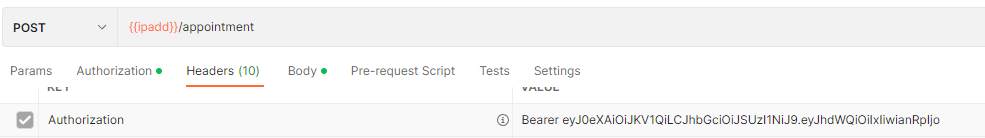 POST {{ipadd}}/appointment
Params Authorization Headers (10) Body Pre-request Script Tests Settings
KEY VALUE
Authorization Bearer eyJ0eXAiOiJKV1QiLCJhbGciOiJSUzI1NiJ9.eyJhdWQiOiIxIiwianRpIjo